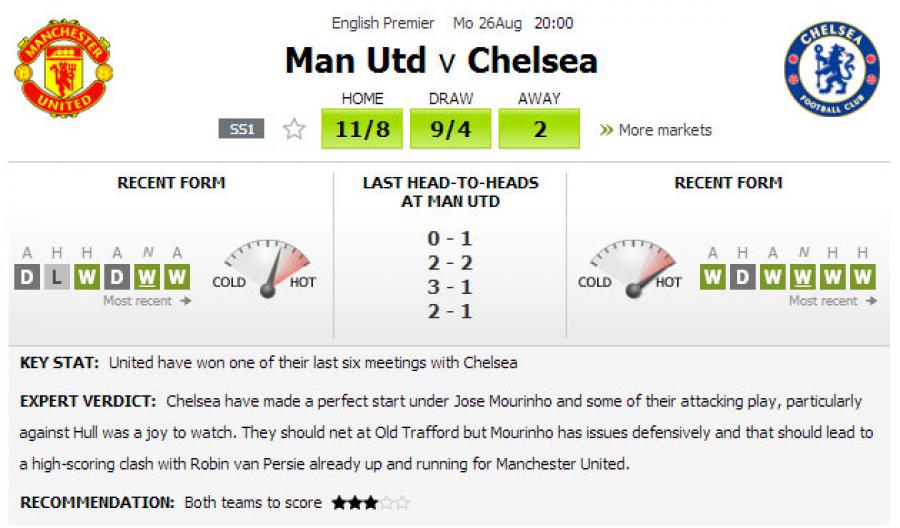 English Premier Mo 26Aug 20:00
Man Utd v Chelsea
MANCHESTER
UNITED
CHELSEA
FOOTBALL CLUB
HOME DRAW AWAY
SS1 11/8 9/4 2 » More markets
RECENT FORM
A H H A N A
D L W D W W
Most recent
COLD HOT
LAST HEAD-TO-HEADS
AT MAN UTD
0 - 1
2 - 2
3 - 1
2 - 1
RECENT FORM
COLD HOT
A H A N H H
W D W W W W
Most recent
KEY STAT: United have won one of their last six meetings with Chelsea
EXPERT VERDICT: Chelsea have made a perfect start under Jose Mourinho and some of their attacking play, particularly
against Hull was a joy to watch. They should net at Old Trafford but Mourinho has issues defensively and that should lead to
a high-scoring clash with Robin van Persie already up and running for Manchester United.
RECOMMENDATION: Both teams to score